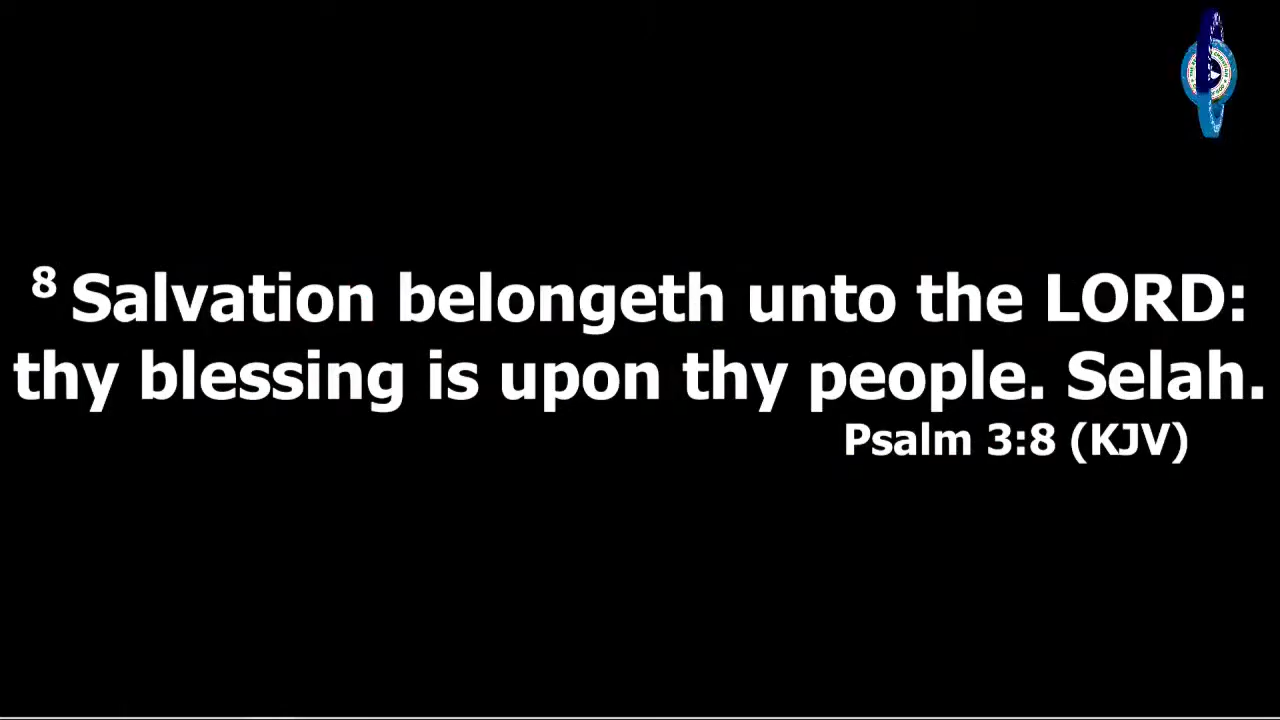 8 Salvation belongeth unto the LORD:
thy blessing is upon thy people. Selah.
Psalm 3:8 (KJV)